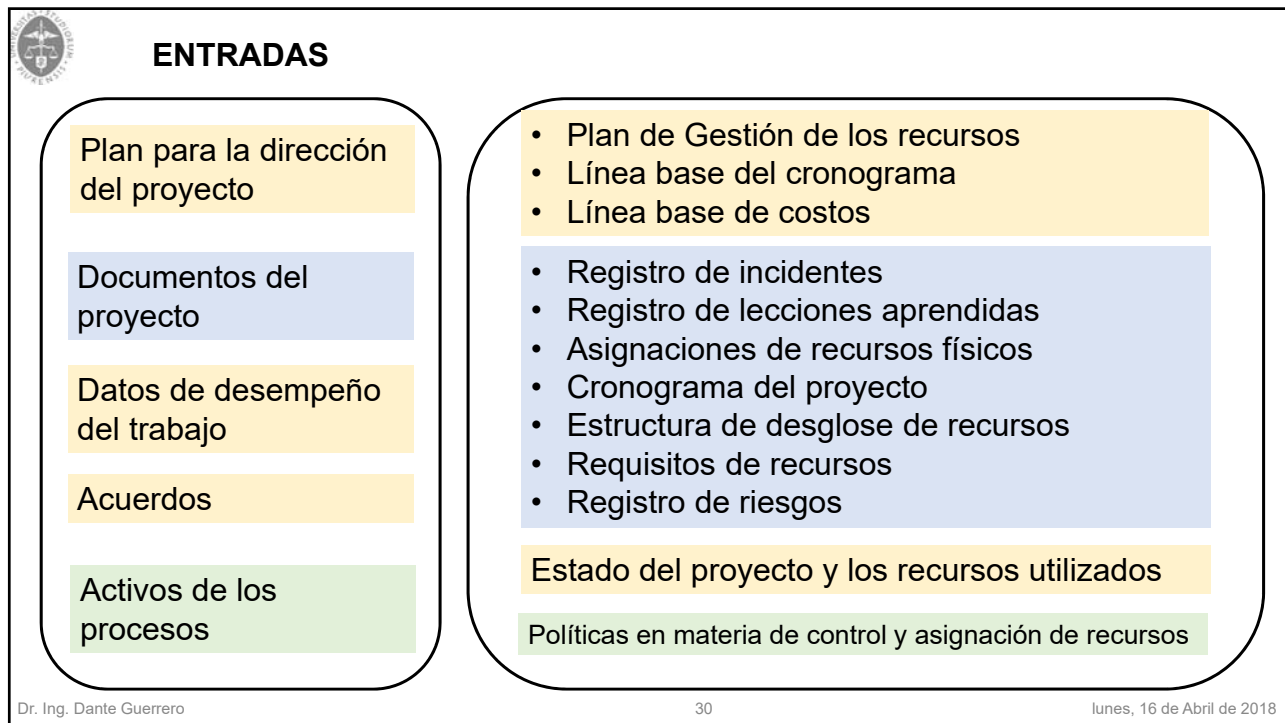 ENTRADAS
Plan para la dirección
del proyecto
Documentos del
proyecto
Datos de desempeño
del trabajo
Acuerdos
Activos de los
procesos
• Plan de Gestión de los recursos
• Línea base del cronograma
• Línea base de costos
• Registro de incidentes
• Registro de lecciones aprendidas
• Asignaciones de recursos físicos
• Cronograma del proyecto
• Estructura de desglose de recursos
• Requisitos de recursos
• Registro de riesgos
Estado del proyecto y los recursos utilizados
Políticas en materia de control y asignación de recursos
Dr. Ing. Dante Guerrero
30
lunes, 16 de Abril de 2018